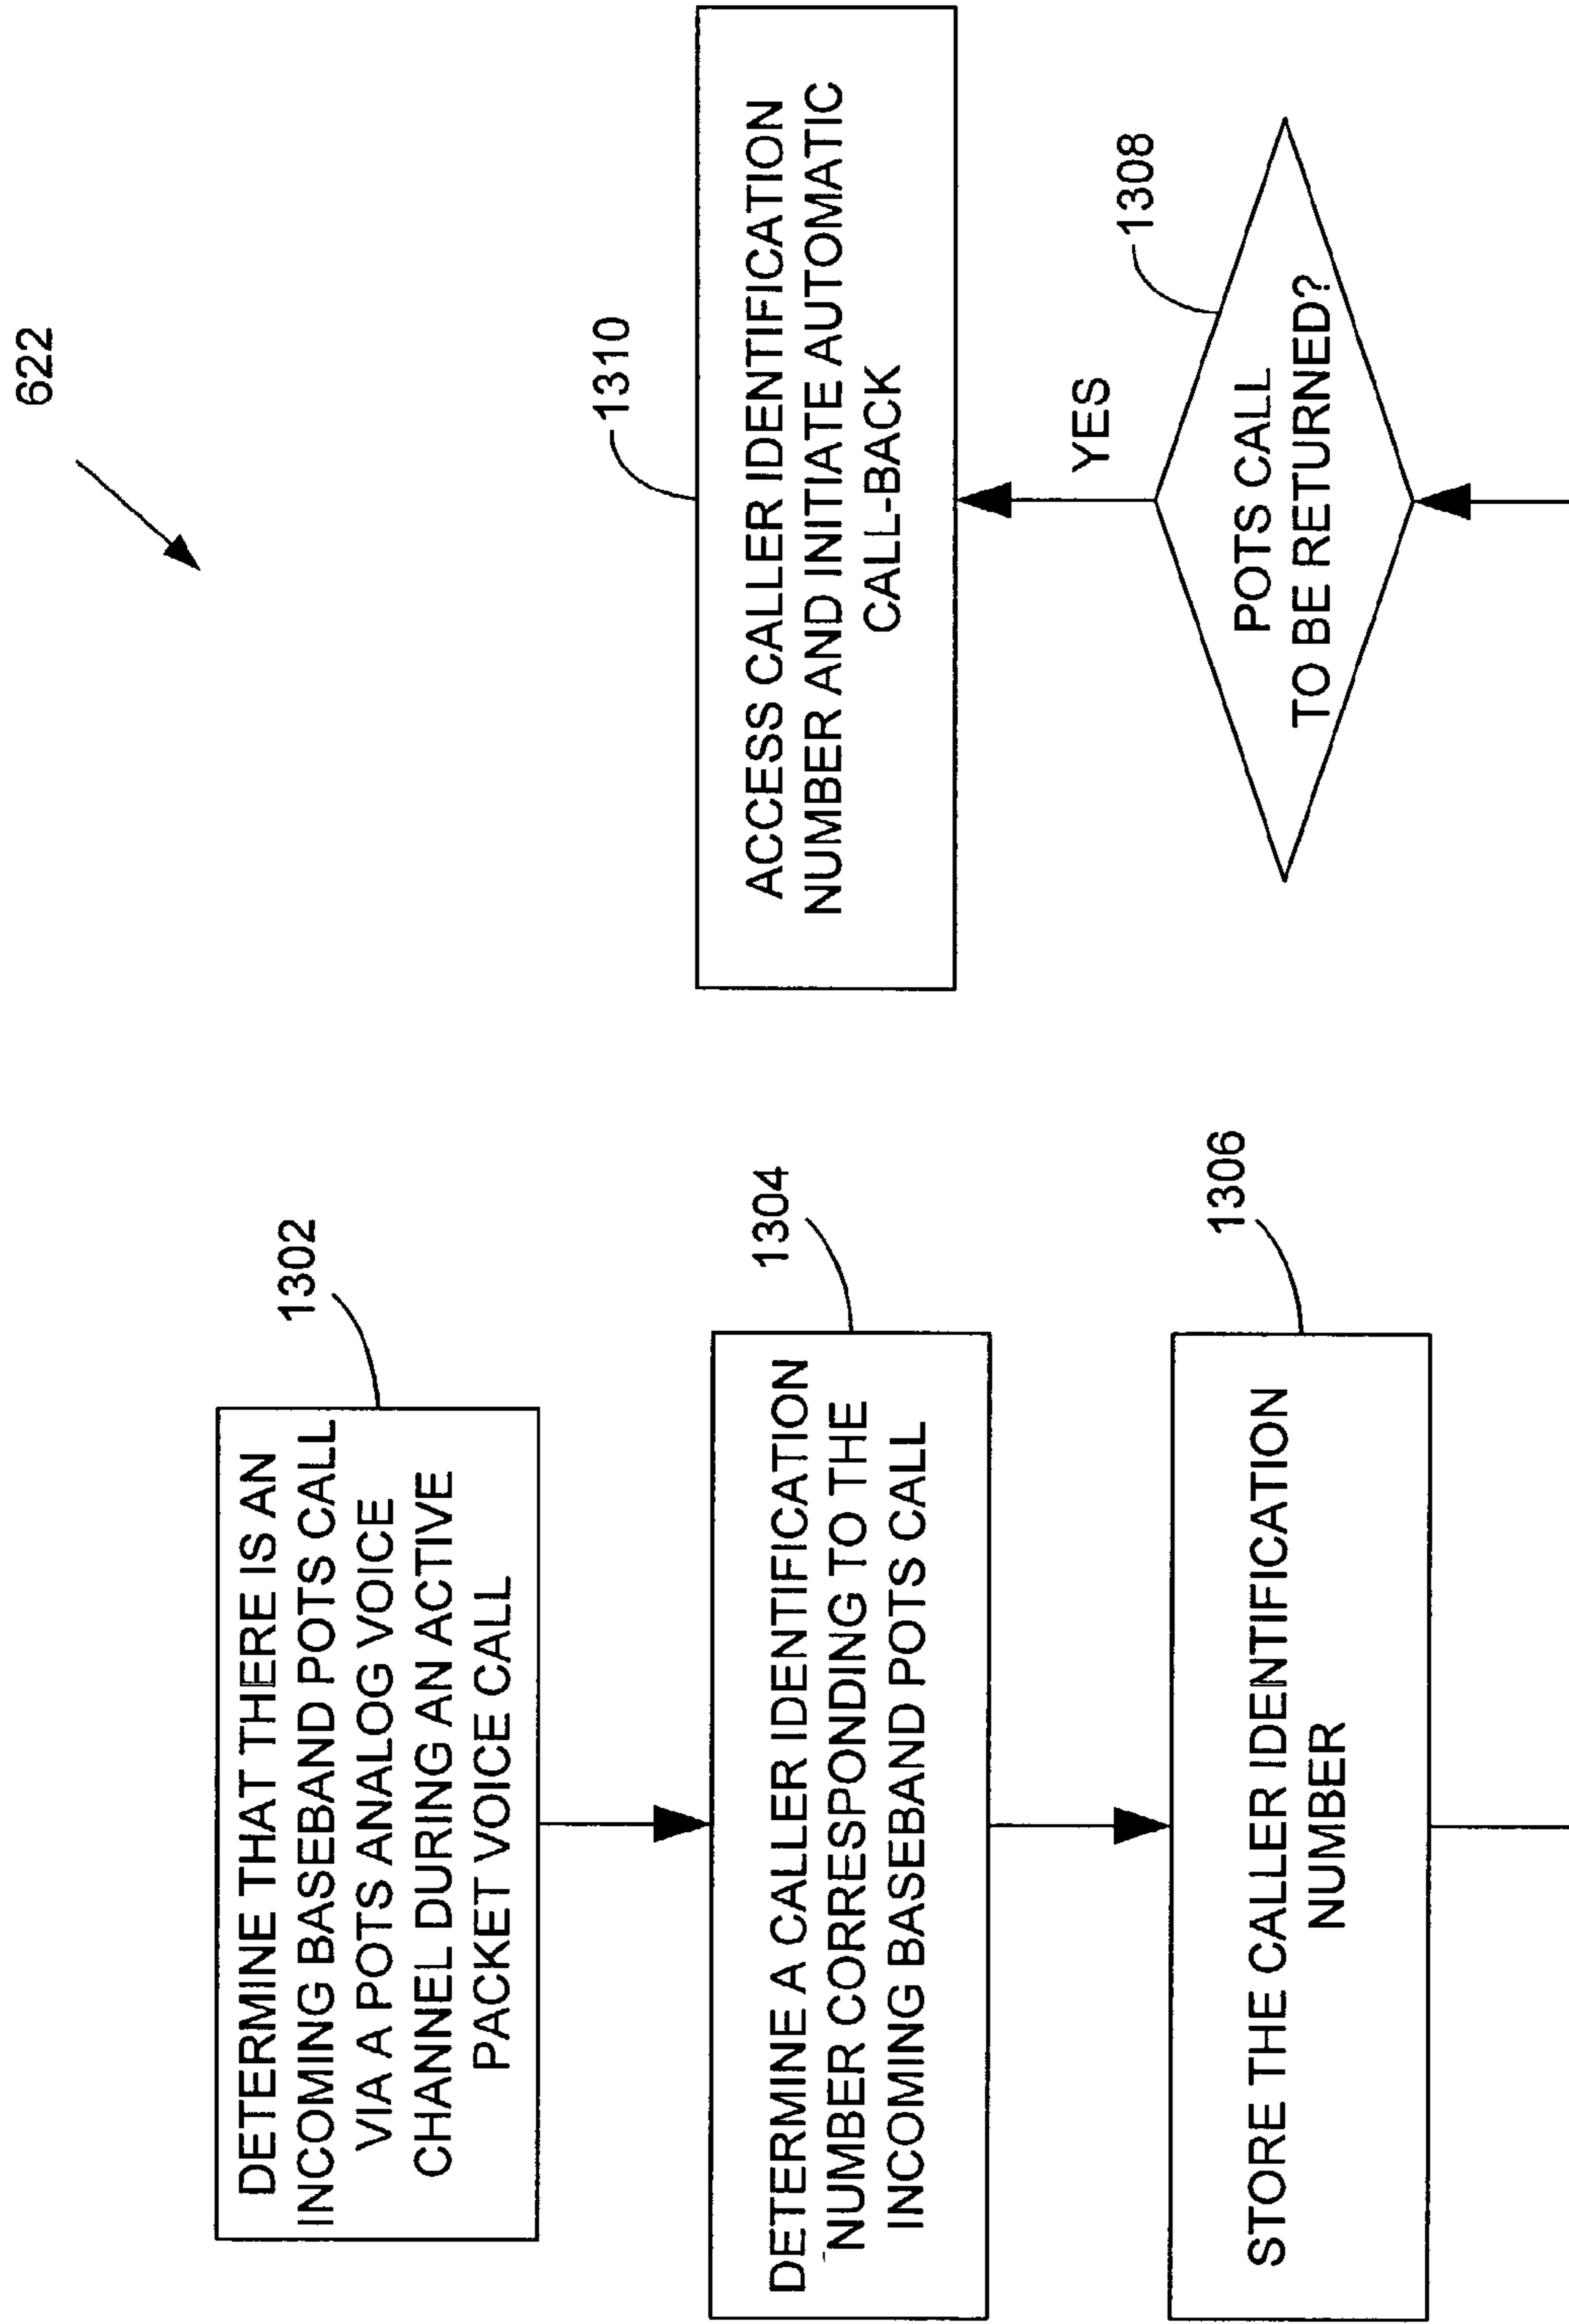 622
1302
DETERMINE THAT THERE IS AN
INCOMING BASEBAND POTS CALL
VIA A POTS ANALOG VOICE
CHANNEL DURING AN ACTIVE
PACKET VOICE CALL
1304
DETERMINE A CALLER IDENTIFICATION
NUMBER CORRESPONDING TO THE
INCOMING BASEBAND POTS CALL
1306
STORE THE CALLER IDENTIFICATION
NUMBER
1308
POTS CALL
TO BE RETURNED?
YES
1310
ACCESS CALLER IDENTIFICATION
NUMBER AND INITIATE AUTOMATIC
CALL-BACK